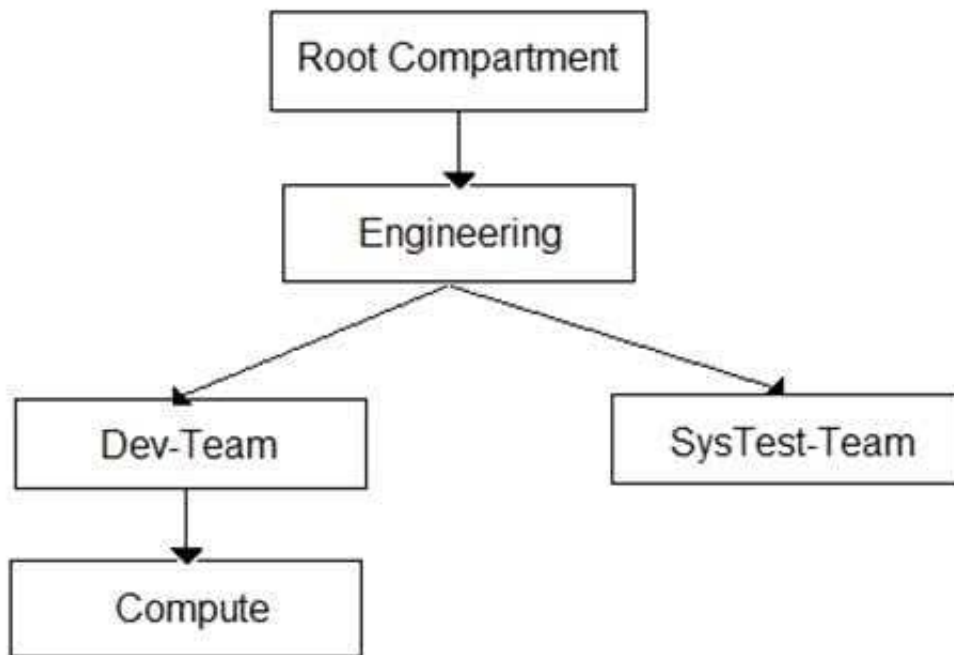 Root Compartment
Engineering
Dev-Team
SysTest-Team
Compute